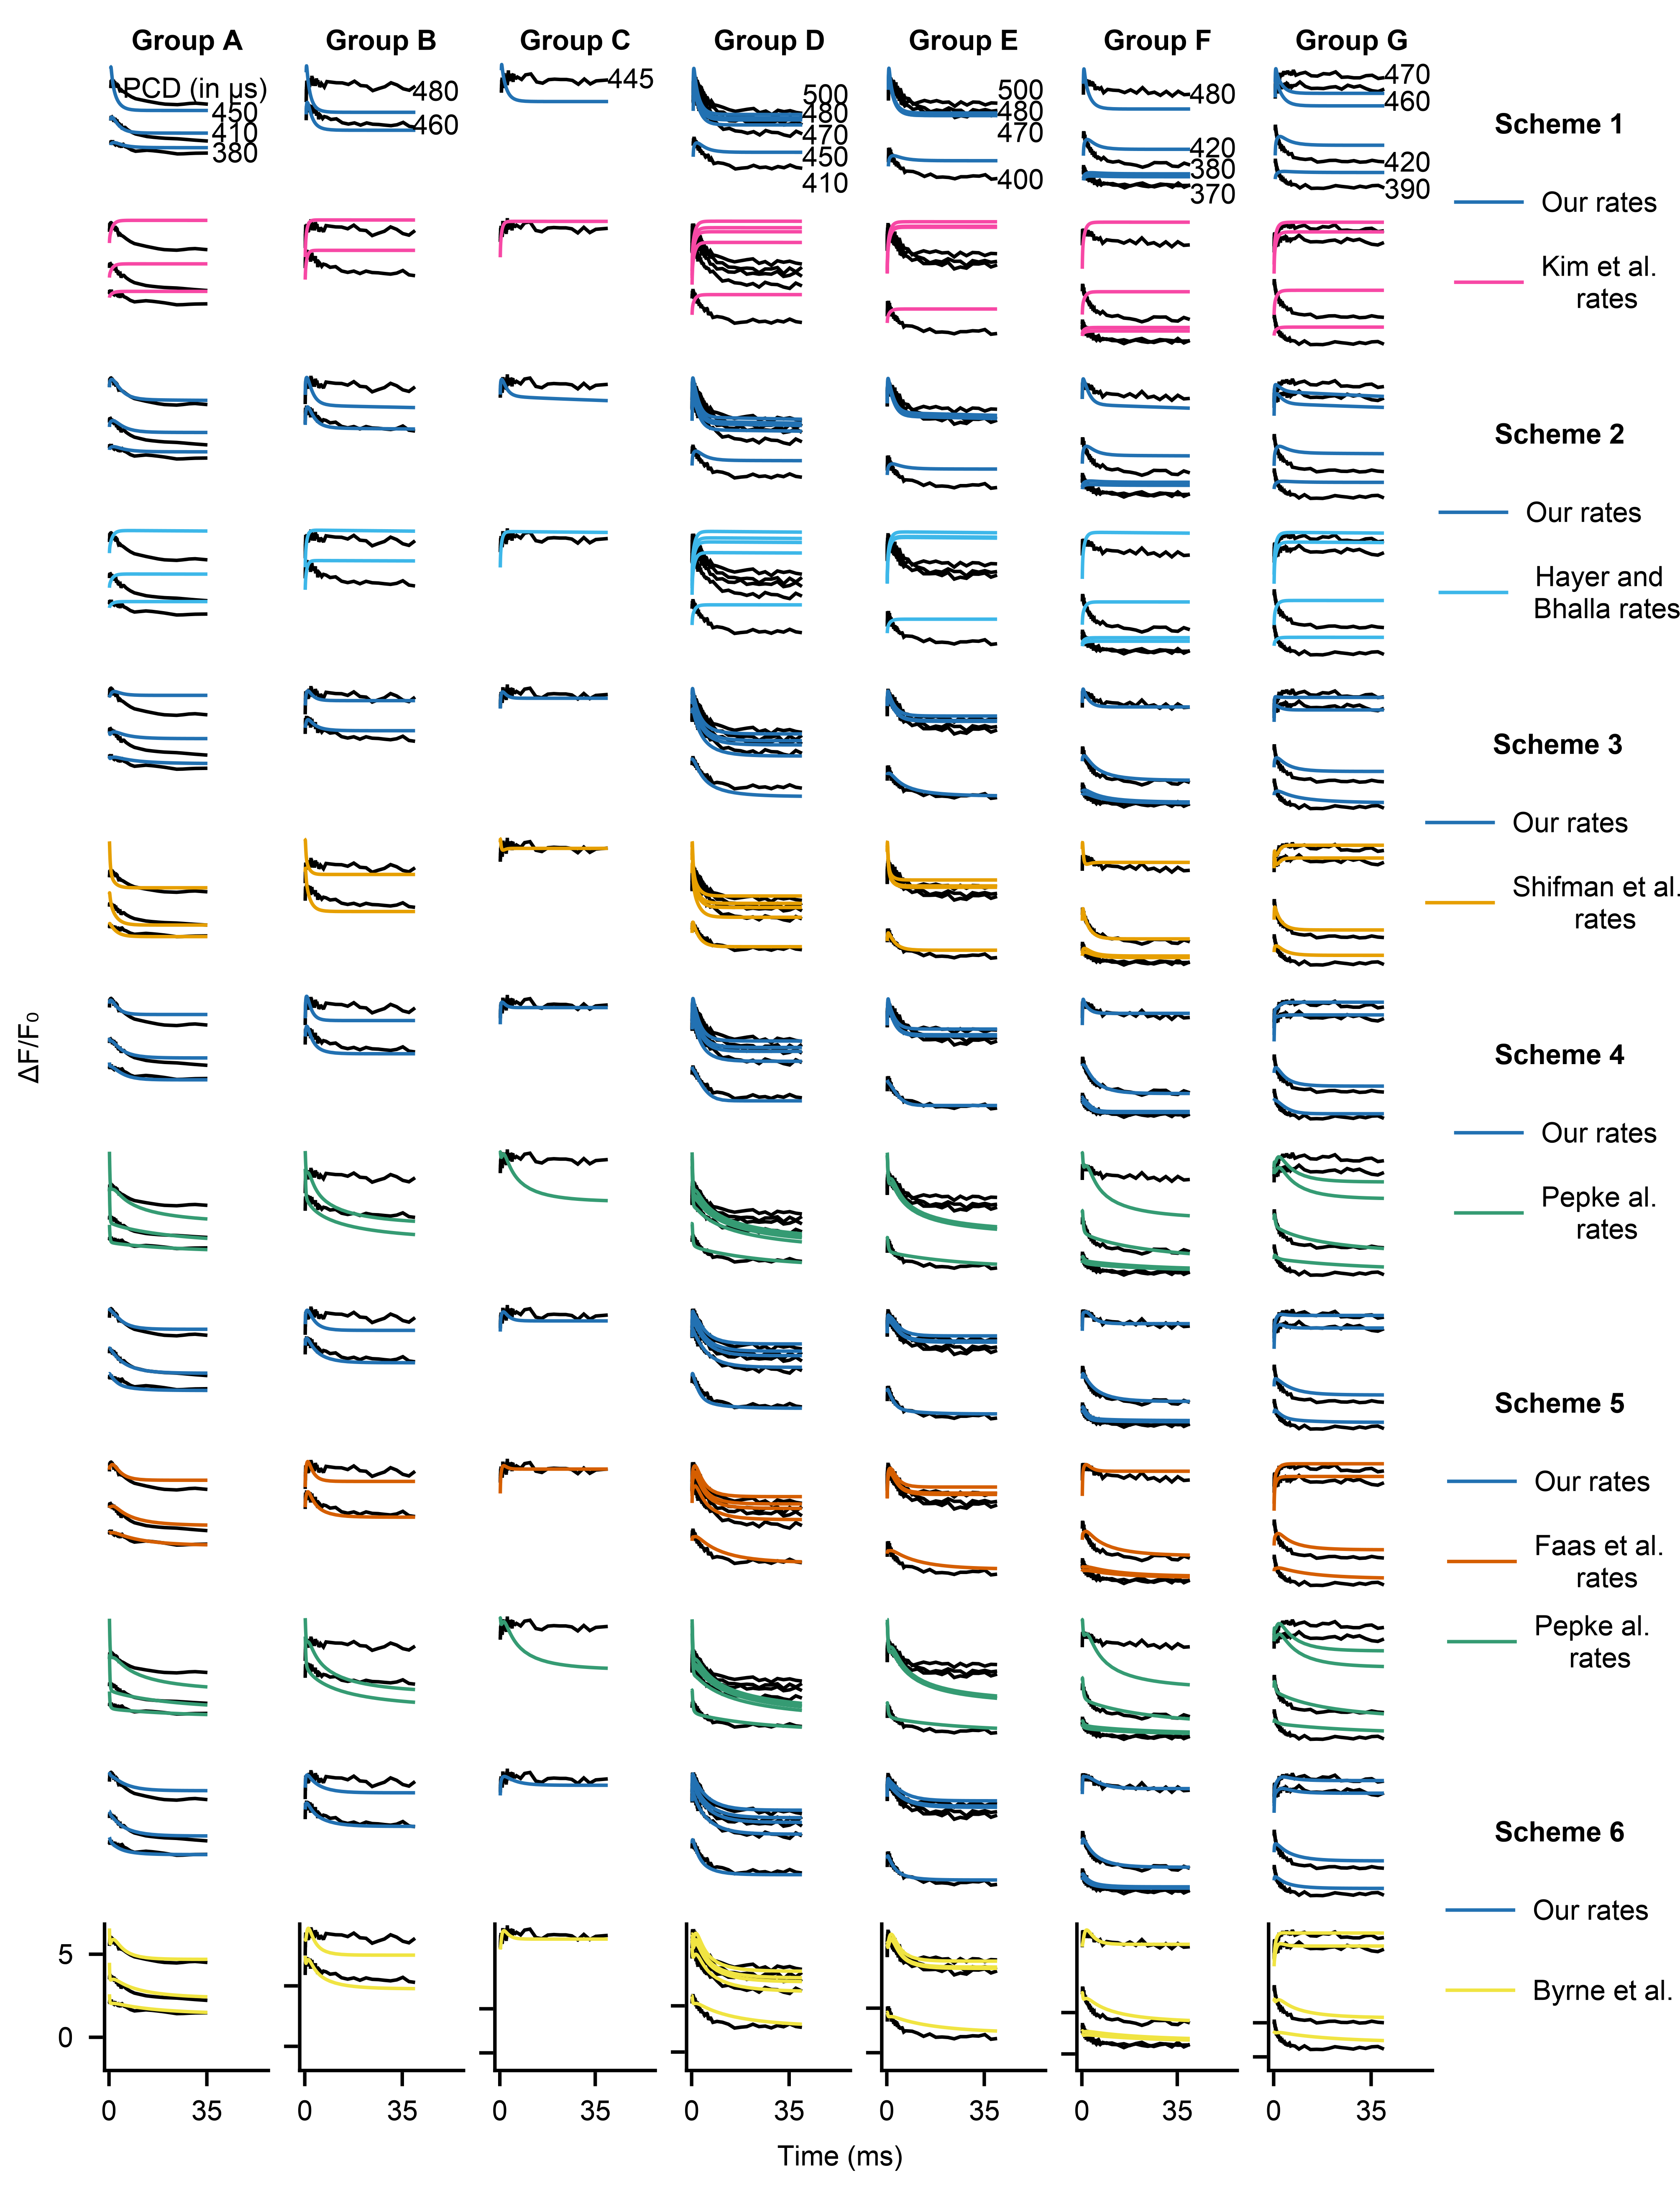 Group A Group B Group C Group D Group E Group F Group G
PCD (in µs)
450
410
380
480
460
445
500
480
470
450
410
500
480
470
400
480
420
380
370
470
460
420
390
Scheme 1
Our rates
Kim et al.
rates
Scheme 2
Our rates
Hayer and
Bhalla rates
Scheme 3
Our rates
Shifman et al.
rates
Scheme 4
Our rates
Pepke al.
rates
Scheme 5
Our rates
Faas et al.
rates
Pepke al.
rates
Scheme 6
Our rates
Byrne et al.
ΔF/F₀
5
0
0 35 0 35 0 35 0 35 0 35 0 35 0 35
Time (ms)